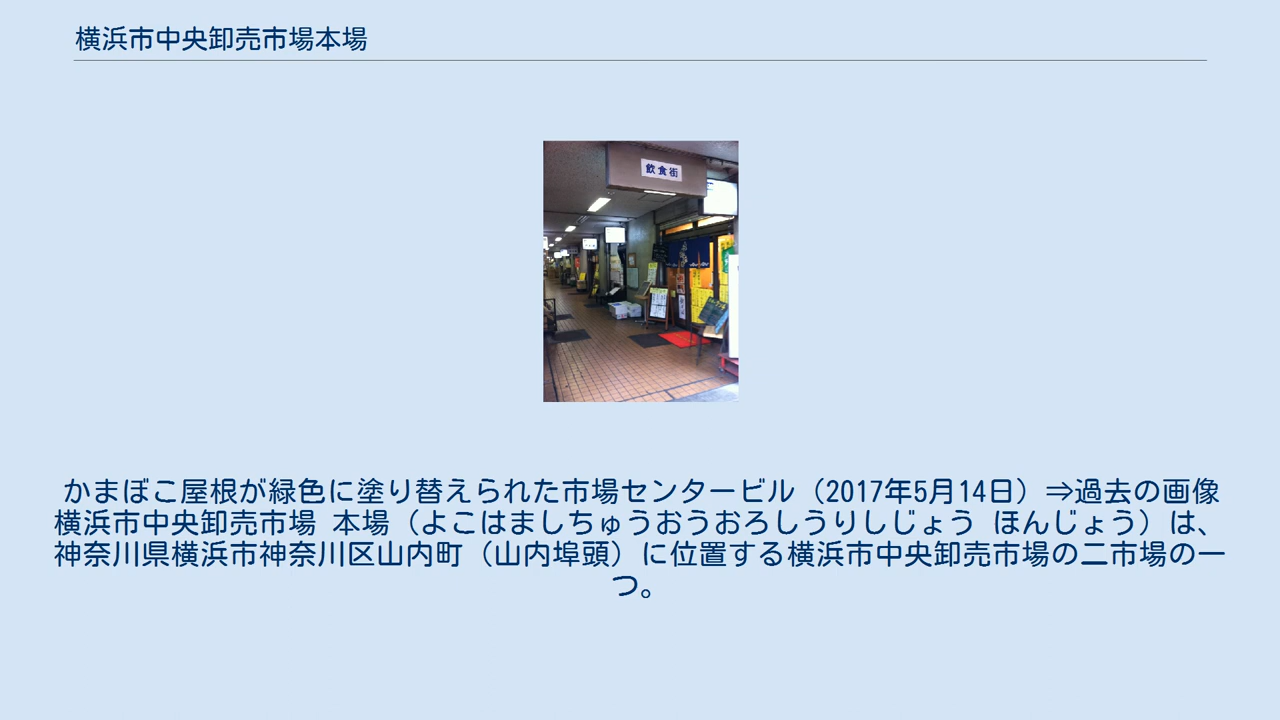 横浜市中央卸売市場本場
飲食街
かまぼこ屋根が緑色に塗り替えられた市場センタービル（2017年5月14日）⇒過去の画像
横浜市中央卸売市場 本場（よこはましちゅうおうおろしうりしじょう ほんじょう）は、
神奈川県横浜市神奈川区山内町（山内埠頭）に位置する横浜市中央卸売市場の二市場の一
つ。